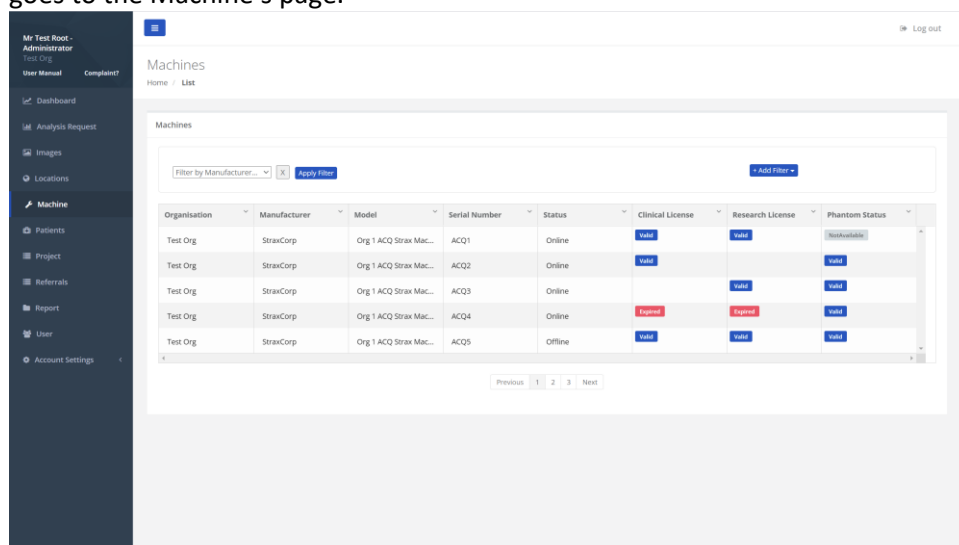 goes to the Machine's page.
Mr Test Root -
Administrator
Test Org
User Manual Complaint?
Dashboard
Analysis Request
Images
Locations
Machine
Patients
Project
Referrals
Report
User
Account Settings
Log out
Machines
Home / List
Machines
Filter by Manufacturer... X Apply Filter + Add Filter
Organisation Manufacturer Model Serial Number Status Clinical License Research License Phantom Status
Test Org StraxCorp Org 1 ACQ Strax Mac... ACQ1 Online Valid Valid NotAvailable
Test Org StraxCorp Org 1 ACQ Strax Mac... ACQ2 Online Valid Valid
Test Org StraxCorp Org 1 ACQ Strax Mac... ACQ3 Online Valid Valid
Test Org StraxCorp Org 1 ACQ Strax Mac... ACQ4 Online Expired Expired Valid
Test Org StraxCorp Org 1 ACQ Strax Mac... ACQ5 Offline Valid Valid Valid
Previous 1 2 3 Next